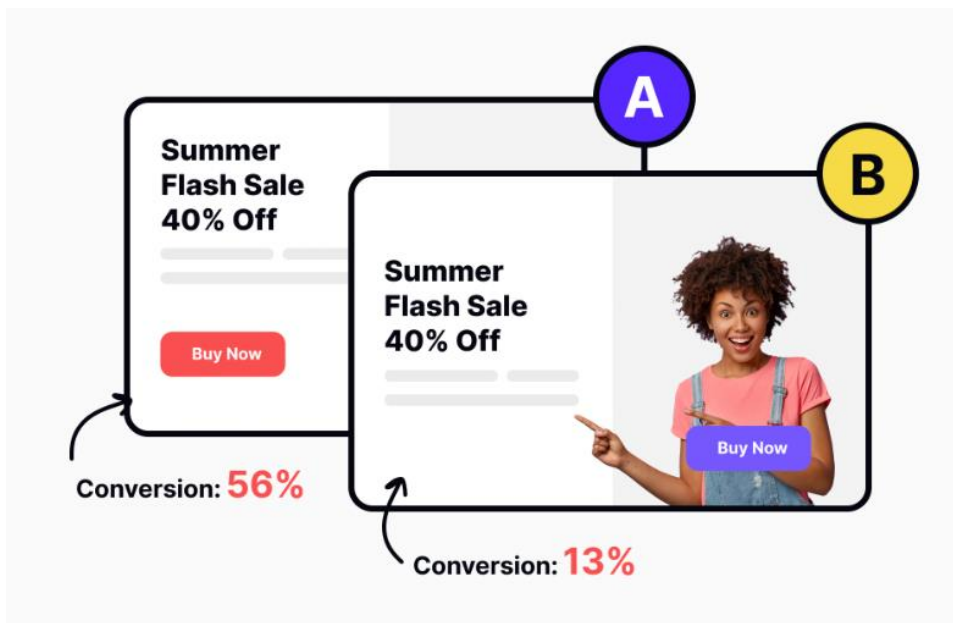 A
B
Summer
Flash Sale
40% Off
Buy Now
Conversion: 56%
Summer
Flash Sale
40% Off
Buy Now
Conversion: 13%